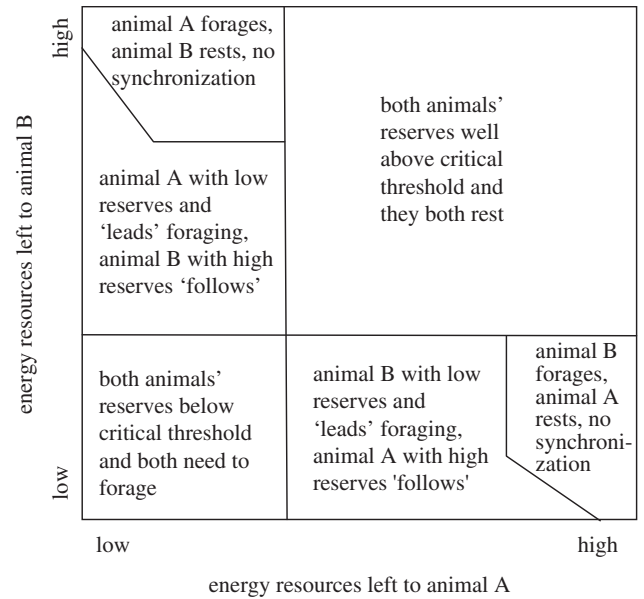 high
energy resources left to animal B
low
animal A forages,
animal B rests, no
synchronization
animal A with low
reserves and
‘leads’ foraging,
animal B with high
reserves ‘follows’
both animals’
reserves well
above critical
threshold and
they both rest
both animals’
reserves below
critical threshold
and both need to
forage
animal B with low
reserves and
‘leads’ foraging,
animal A with high
reserves 'follows'
animal B
forages,
animal A
rests, no
synchroni-
zation
low
high
energy resources left to animal A